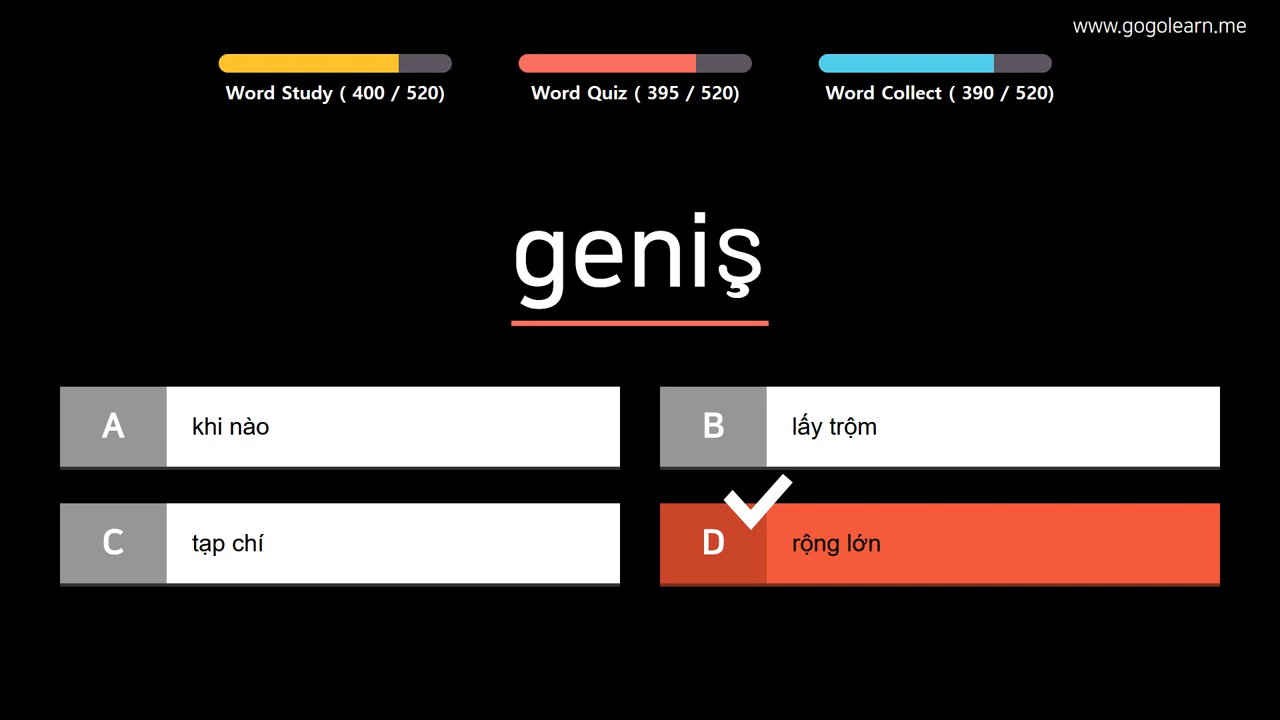 www.gogolearn.me
Word Study ( 400 / 520)
Word Quiz ( 395 / 520)
Word Collect ( 390 / 520)
geniş
A khi nào
B lấy trộm
C tạp chí
D rộng lớn